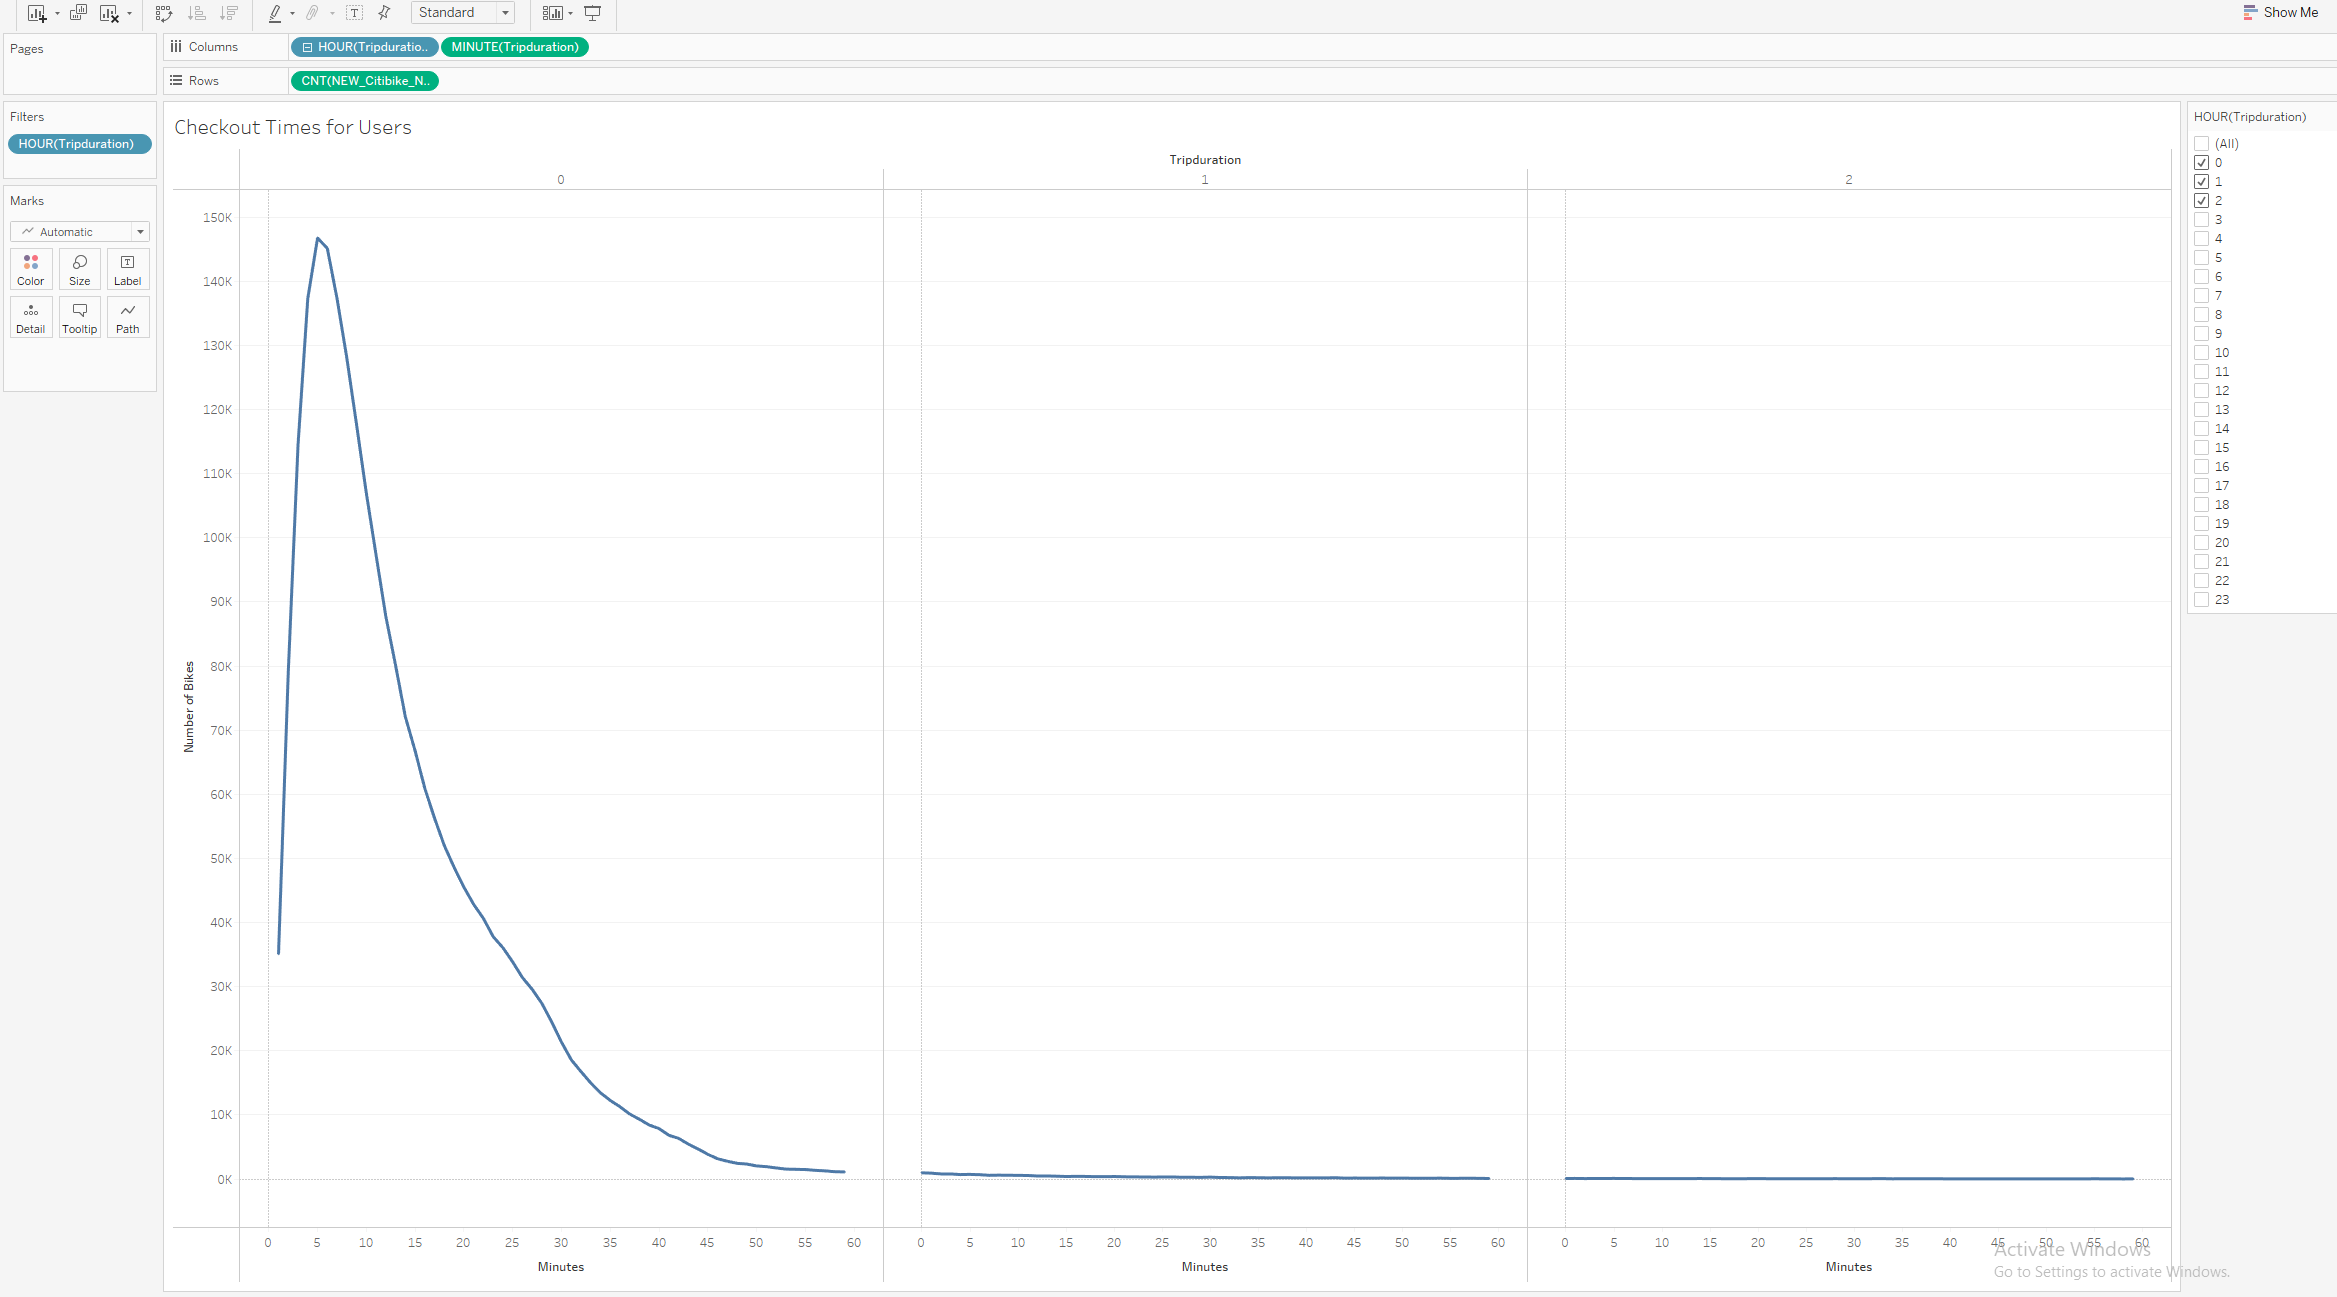 Standard
Show Me
Pages
Columns
HOUR(Tripduratio..
MINUTE(Tripduration)
Rows
CNT(NEW_Citibike_N..
Filters
HOUR(Tripduration)
Marks
Automatic
Color
Size
Label
Detail
Tooltip
Path
Checkout Times for Users
Tripduration
0
1
2
150K
140K
130K
120K
110K
100K
90K
80K
70K
60K
50K
40K
30K
20K
10K
0K
Number of Bikes
0 5 10 15 20 25 30 35 40 45 50 55 60
0 5 10 15 20 25 30 35 40 45 50 55 60
0 5 10 15 20 25 30 35 40 45 50 55 60
Minutes
Minutes
Minutes
HOUR(Tripduration)
(All)
0
1
2
3
4
5
6
7
8
9
10
11
12
13
14
15
16
17
18
19
20
21
22
23
Activate Windows
Go to Settings to activate Windows.